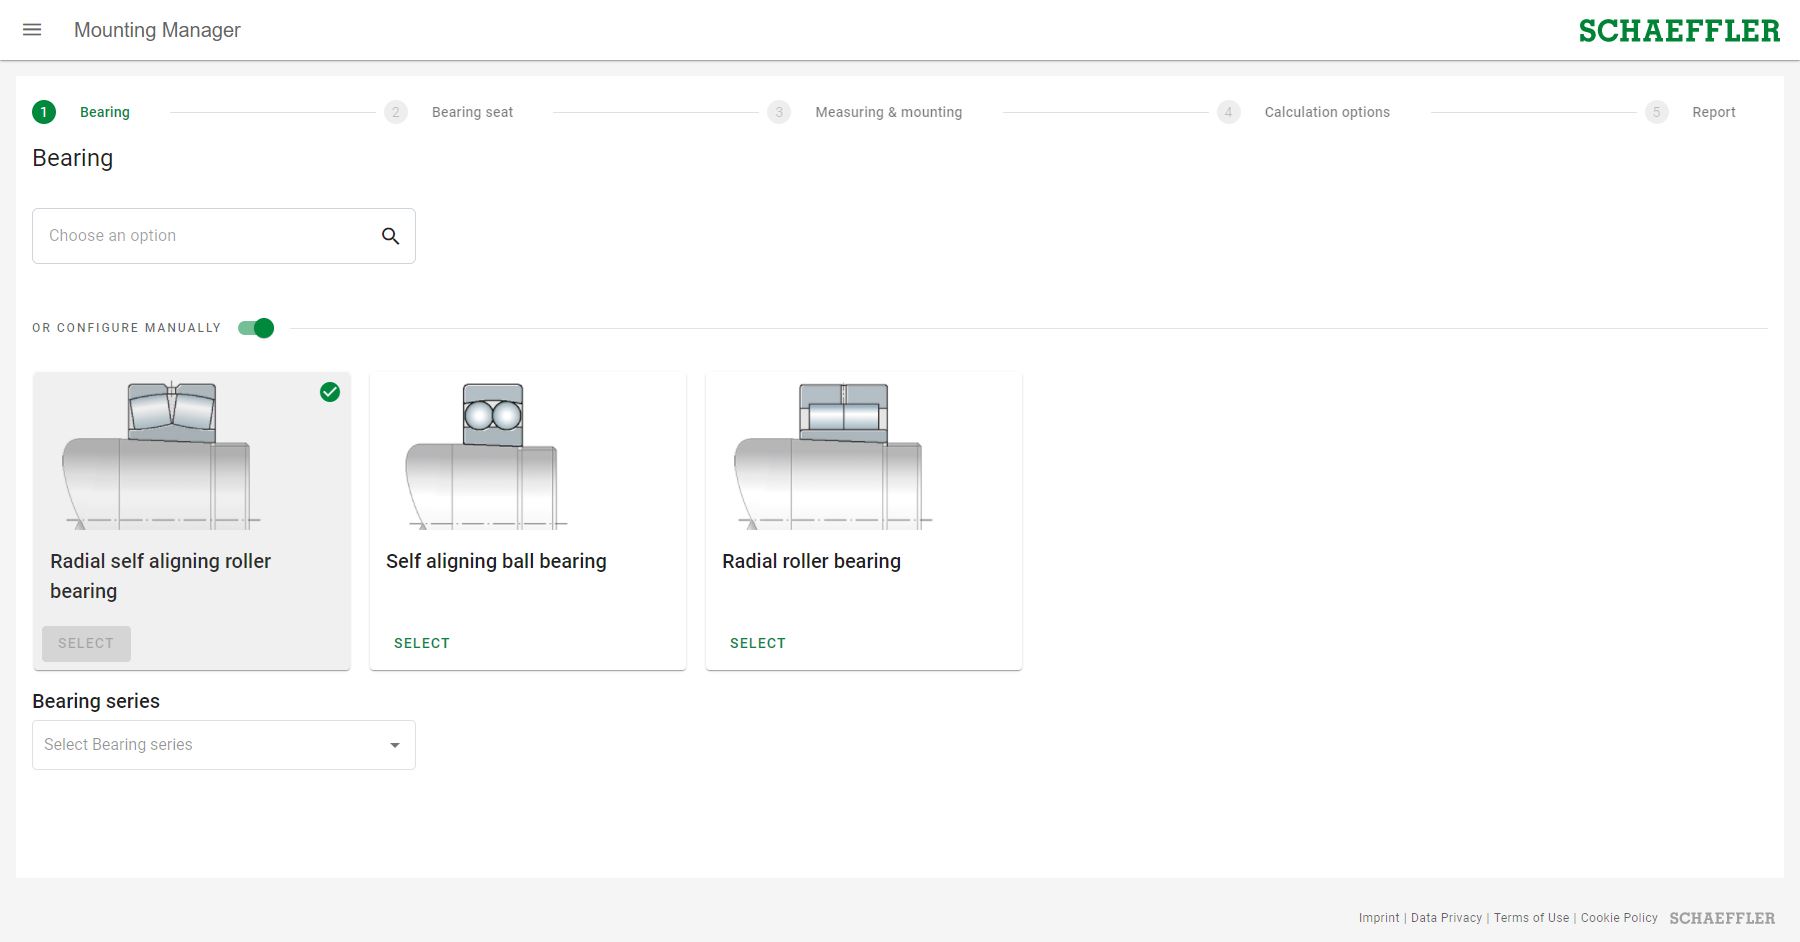 Mounting Manager
SCHAEFFLER
1 Bearing 2 Bearing seat 3 Measuring & mounting 4 Calculation options 5 Report
Bearing
Choose an option
OR CONFIGURE MANUALLY
Radial self aligning roller
bearing
SELECT
Self aligning ball bearing
SELECT
Radial roller bearing
SELECT
Bearing series
Select Bearing series
Imprint | Data Privacy | Terms of Use | Cookie Policy SCHAEFFLER